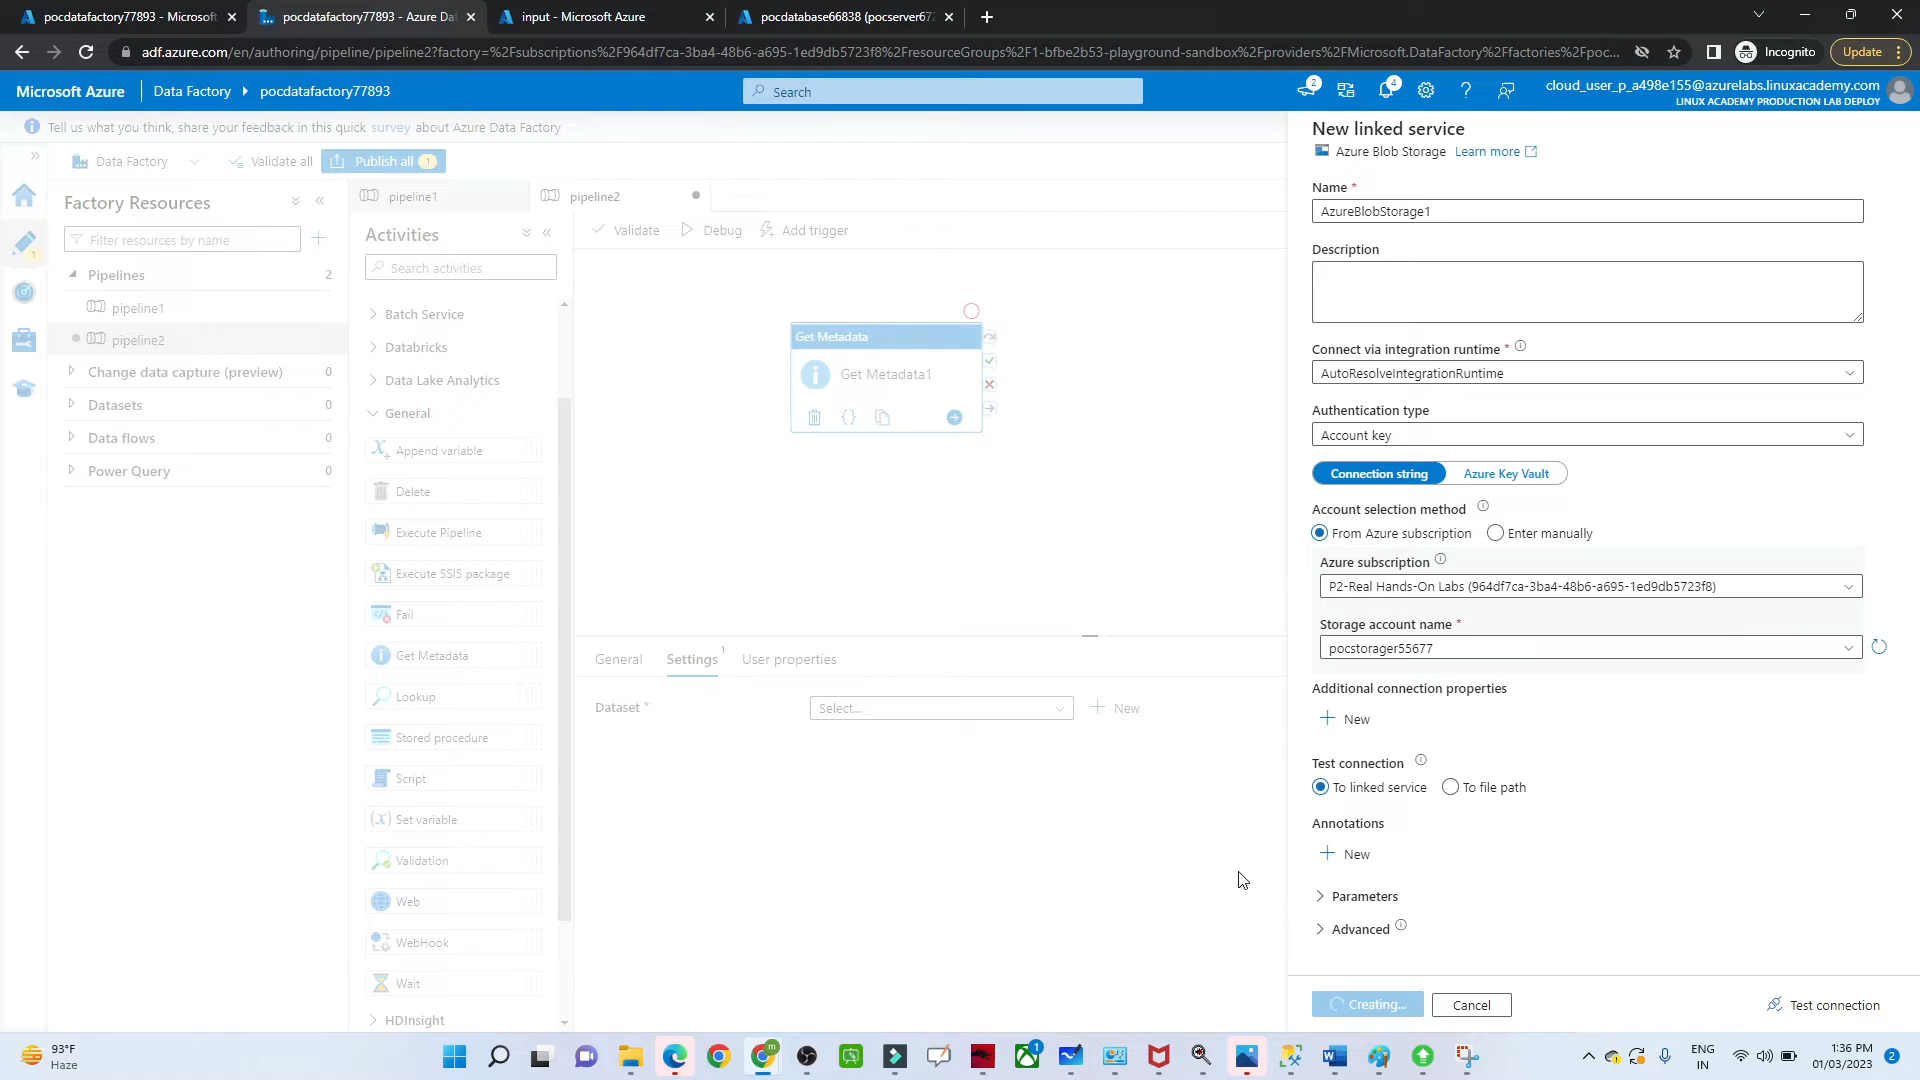 pocdatafactory77893 - Microsoft
pocdatafactory77893 - Azure Dat
input - Microsoft Azure
pocdatabase66838 (pocserver672
adf.azure.com/en/authoring/pipeline/pipeline2?factory=%2Fsubscriptions%2F964df7ca-3ba4-48b6-a695-1ed9db5723f8%2FresourceGroups%2F1-bfbe2b53-playground-sandbox%2Fproviders%2FMicrosoft.DataFactory%2Ffactories%2Fpoc...
Incognito
Update
Microsoft Azure
Data Factory
pocdatafactory77893
Search
2
4
cloud_user_p_a498e155@azurelabs.linuxacademy.com
LINUX ACADEMY PRODUCTION LAB DEPLOY
Tell us what you think, share your feedback in this quick survey about Azure Data Factory
Data Factory
Validate all
Publish all 1
1
Factory Resources
Filter resources by name
Pipelines 2
pipeline1
pipeline2
Change data capture (preview) 0
Datasets 0
Data flows 0
Power Query 0
pipeline1
pipeline2
Activities
Search activities
Batch Service
Databricks
Data Lake Analytics
General
Append variable
Delete
Execute Pipeline
Execute SSIS package
Fail
Get Metadata
Lookup
Stored procedure
Script
Set variable
Validation
Web
WebHook
Wait
HDInsight
Validate
Debug
Add trigger
Get Metadata
Get Metadata1
General
Settings 1
User properties
Dataset *
Select...
New
New linked service
Azure Blob Storage Learn more
Name *
AzureBlobStorage1
Description
Connect via integration runtime *
AutoResolveIntegrationRuntime
Authentication type
Account key
Connection string
Azure Key Vault
Account selection method
From Azure subscription
Enter manually
Azure subscription
P2-Real Hands-On Labs (964df7ca-3ba4-48b6-a695-1ed9db5723f8)
Storage account name *
pocstorager55677
Additional connection properties
New
Test connection
To linked service
To file path
Annotations
New
Parameters
Advanced
Creating...
Cancel
Test connection
93°F
Haze
m
1
ENG
IN
1:36 PM
01/03/2023
2